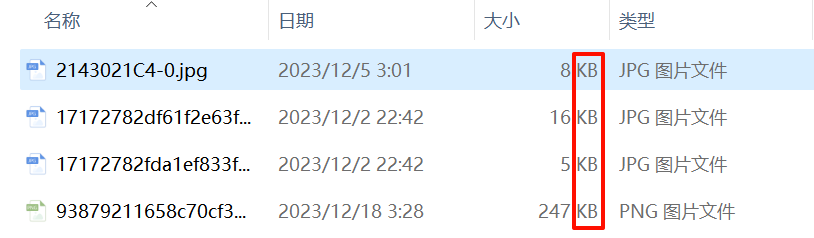 名称 日期 大小 类型
2143021C4-0.jpg 2023/12/5 3:01 8 KB JPG 图片文件
17172782df61f2e63f... 2023/12/2 22:42 16 KB JPG 图片文件
17172782fda1ef833f... 2023/12/2 22:42 5 KB JPG 图片文件
93879211658c70cf3... 2023/12/18 3:28 247 KB PNG 图片文件